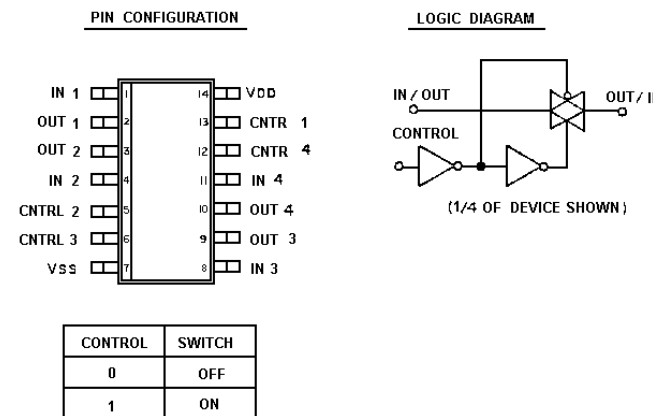 PIN CONFIGURATION
IN 1 1 14 VDD
OUT 1 2 13 CNTR 1
OUT 2 3 12 CNTR 4
IN 2 4 11 IN 4
CNTRL 2 5 10 OUT 4
CNTRL 3 6 9 OUT 3
VSS 7 8 IN 3
LOGIC DIAGRAM
IN / OUT
OUT / I
CONTROL
(1/4 OF DEVICE SHOWN)
CONTROL SWITCH
0 OFF
1 ON